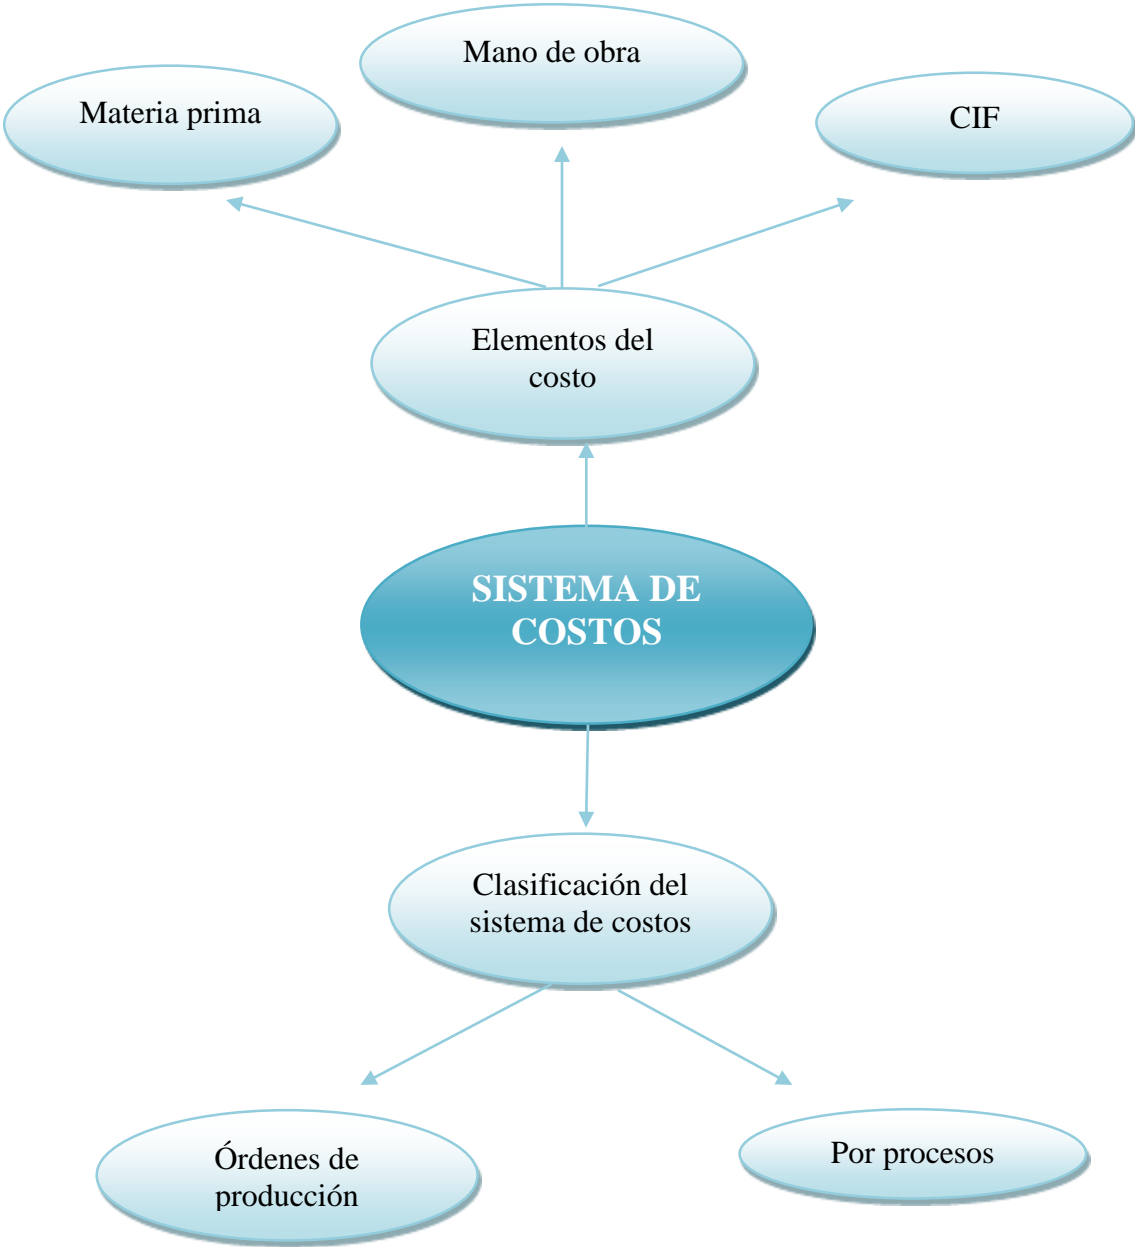 Mano de obra
Materia prima
CIF
Elementos del
costo
SISTEMA DE
COSTOS
Clasificación del
sistema de costos
Órdenes de
producción
Por procesos